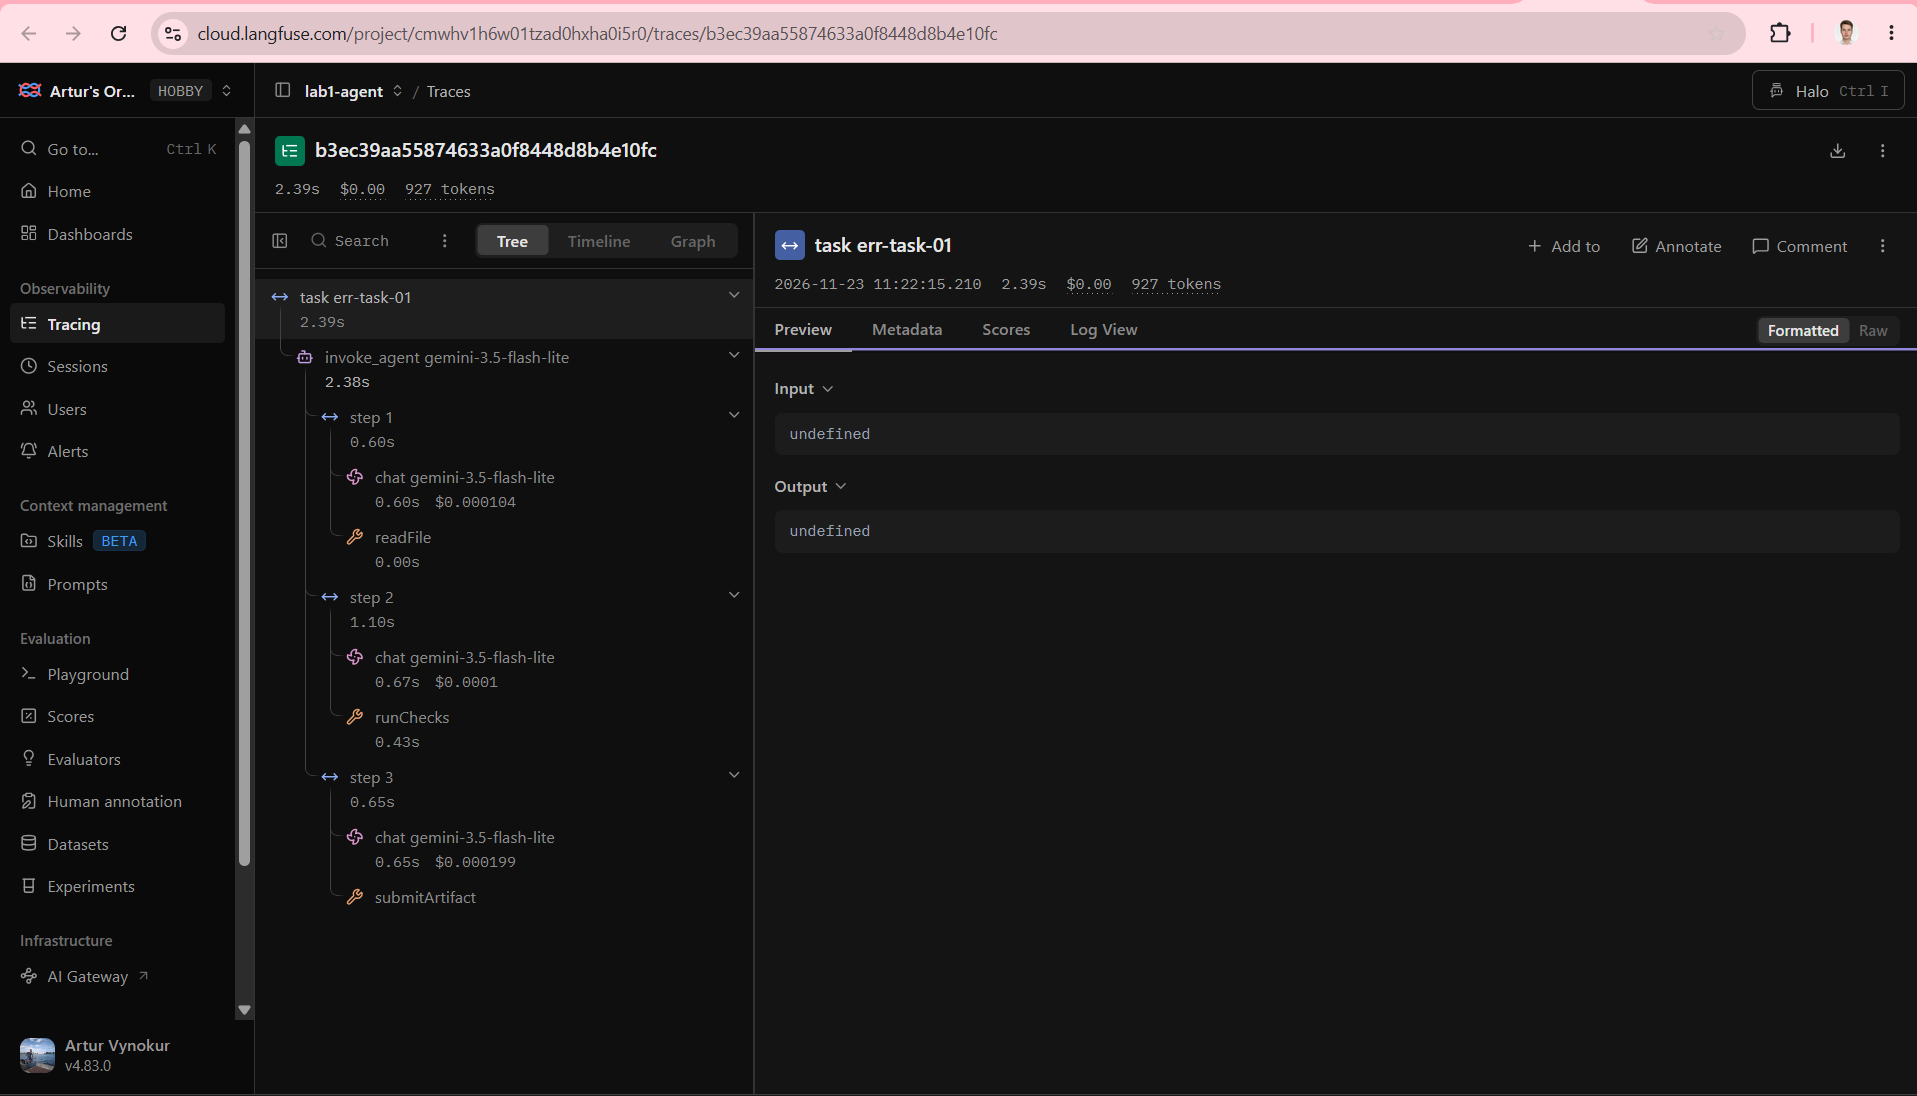 cloud.langfuse.com/project/cmwhv1h6w01tzad0hxha0i5r0/traces/b3ec39aa55874633a0f8448d8b4e10fc
Artur's Or... HOBBY
lab1-agent / Traces
Halo Ctrl I
Go to... Ctrl K
Home
Dashboards
Observability
Tracing
Sessions
Users
Alerts
Context management
Skills BETA
Prompts
Evaluation
Playground
Scores
Evaluators
Human annotation
Datasets
Experiments
Infrastructure
AI Gateway
Artur Vynokur
v4.83.0
b3ec39aa55874633a0f8448d8b4e10fc
2.39s $0.00 927 tokens
Search
Tree Timeline Graph
task err-task-01
2.39s
invoke_agent gemini-3.5-flash-lite
2.38s
step 1
0.60s
chat gemini-3.5-flash-lite
0.60s $0.000104
readFile
0.00s
step 2
1.10s
chat gemini-3.5-flash-lite
0.67s $0.0001
runChecks
0.43s
step 3
0.65s
chat gemini-3.5-flash-lite
0.65s $0.000199
submitArtifact
task err-task-01
Add to Annotate Comment
2026-11-23 11:22:15.210 2.39s $0.00 927 tokens
Preview Metadata Scores Log View
Formatted Raw
Input
undefined
Output
undefined